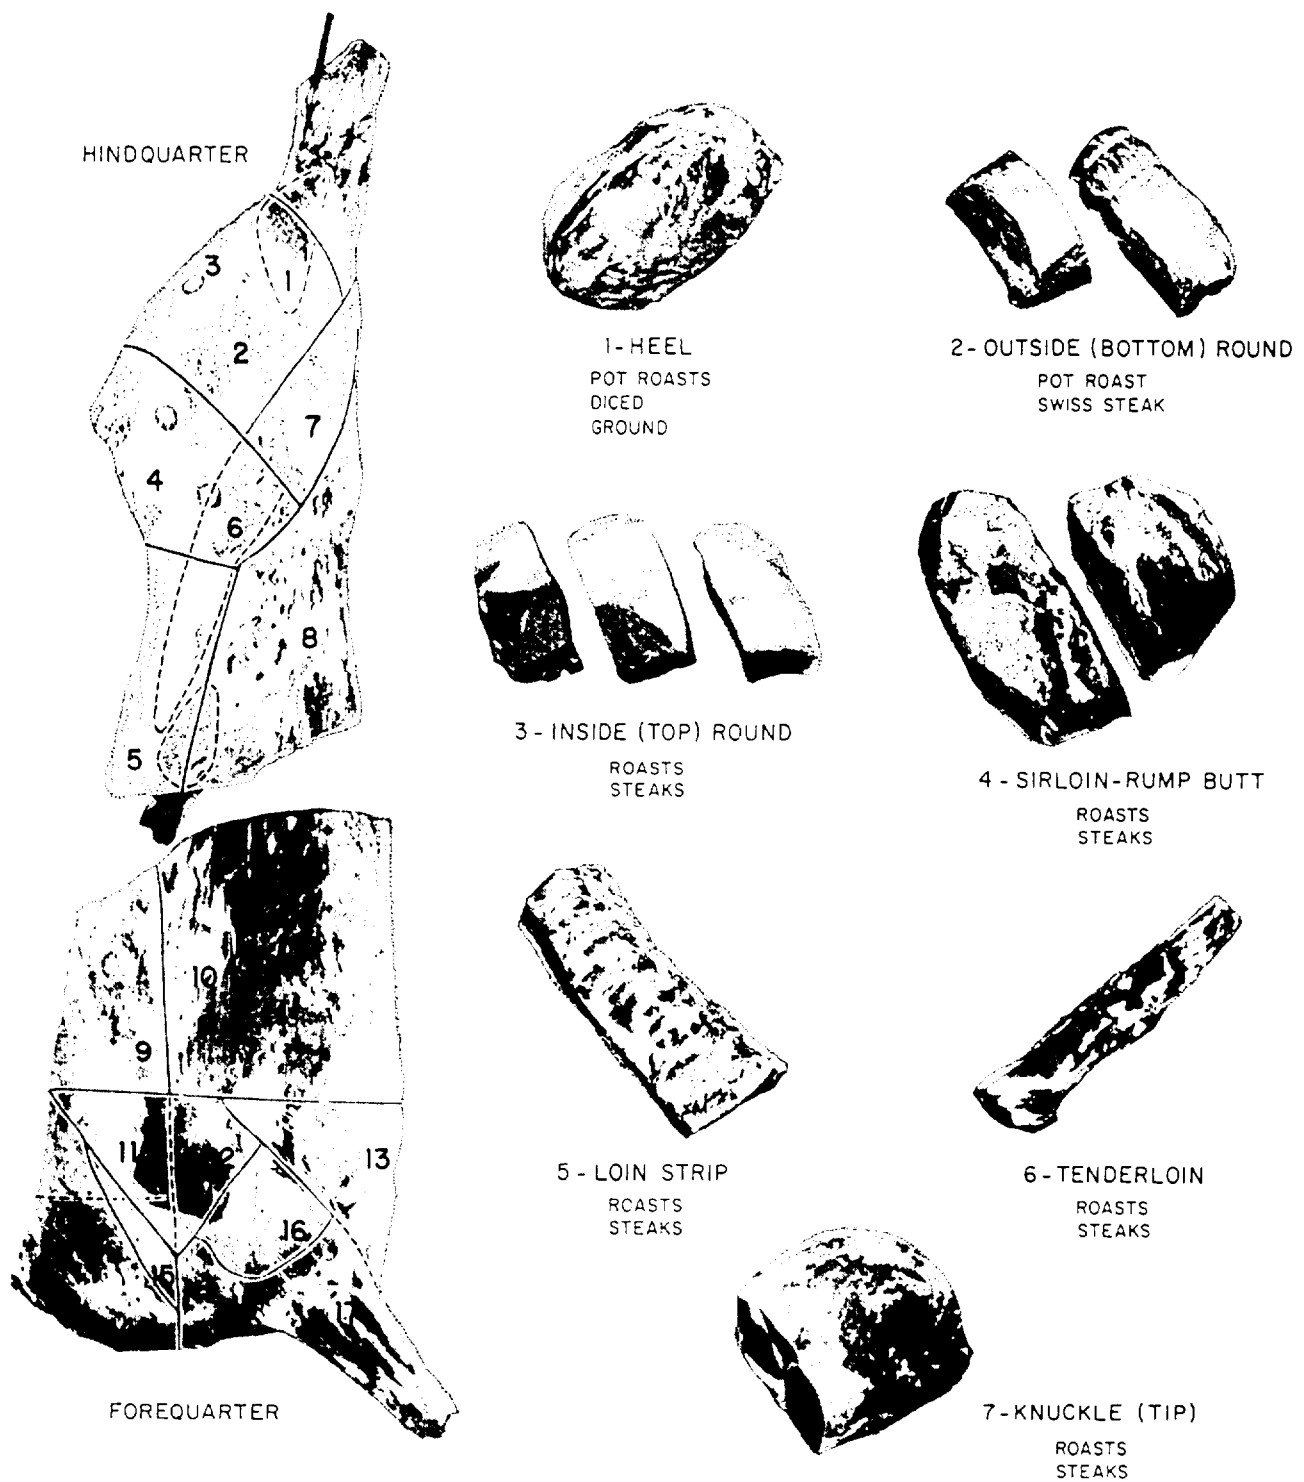 HINDQUARTER
3
1
2
7
4
6
8
5
10
9
11
12
13
16
15
17
FOREQUARTER
1-HEEL
POT ROASTS
DICED
GROUND
2-OUTSIDE (BOTTOM) ROUND
POT ROAST
SWISS STEAK
3-INSIDE (TOP) ROUND
ROASTS
STEAKS
4-SIRLOIN-RUMP BUTT
ROASTS
STEAKS
5-LOIN STRIP
ROASTS
STEAKS
6-TENDERLOIN
ROASTS
STEAKS
7-KNUCKLE (TIP)
ROASTS
STEAKS